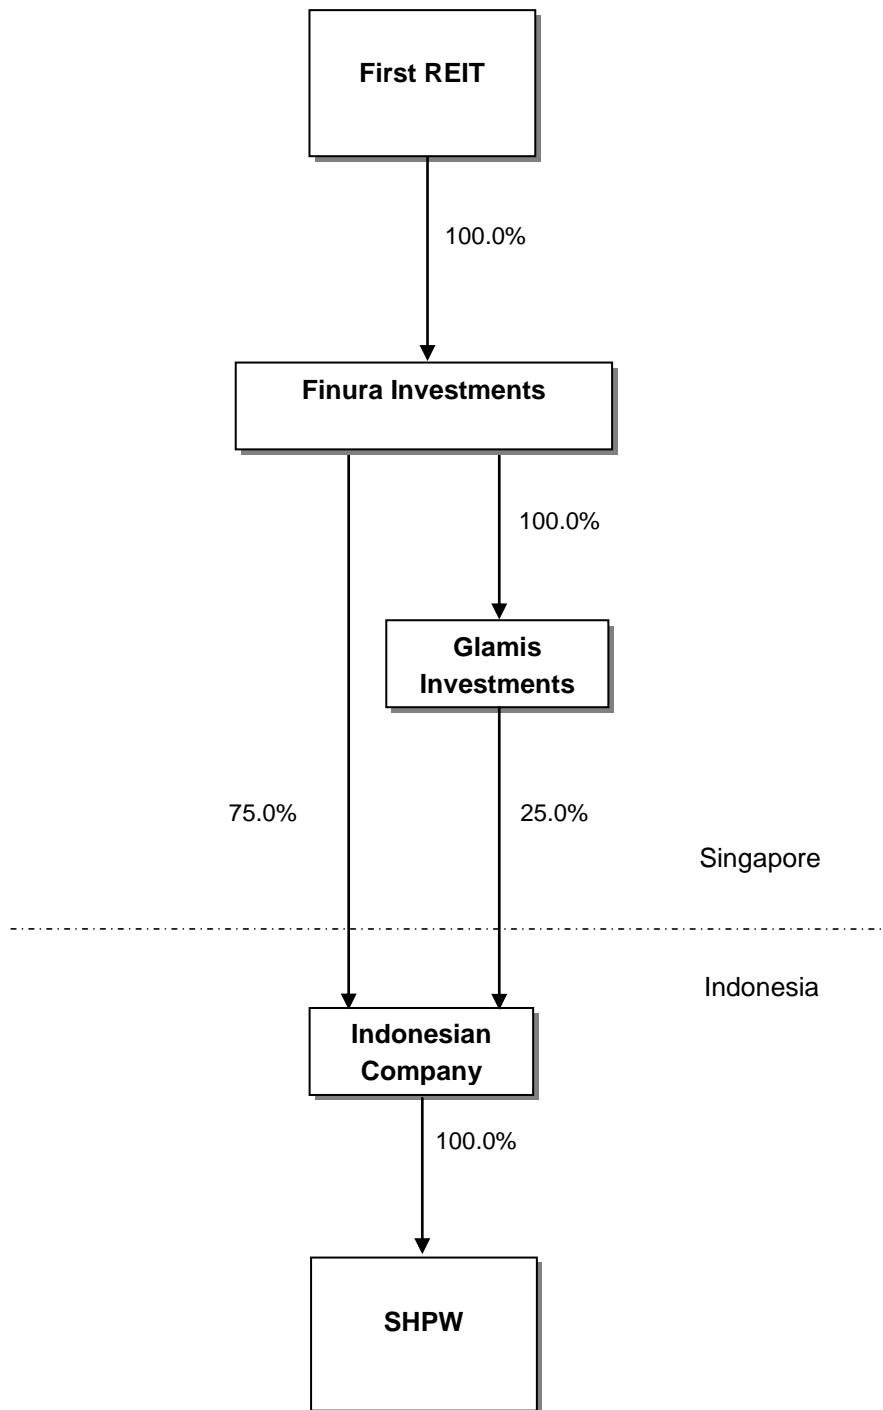 First REIT
100.0%
Finura Investments
100.0%
Glamis
Investments
75.0%
25.0%
Singapore
Indonesia
Indonesian
Company
100.0%
SHPW